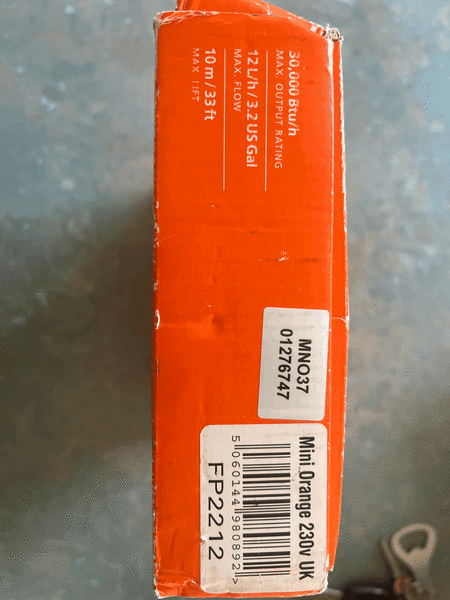 30,000 Btu/h
MAX. OUTPUT RATING
12 L/h / 3.2 US Gal
MAX. FLOW
10 m / 33 ft
MAX. LIFT
MNO37
01276747
Mini Orange 230v UK
5 060144 980892 >
FP2212